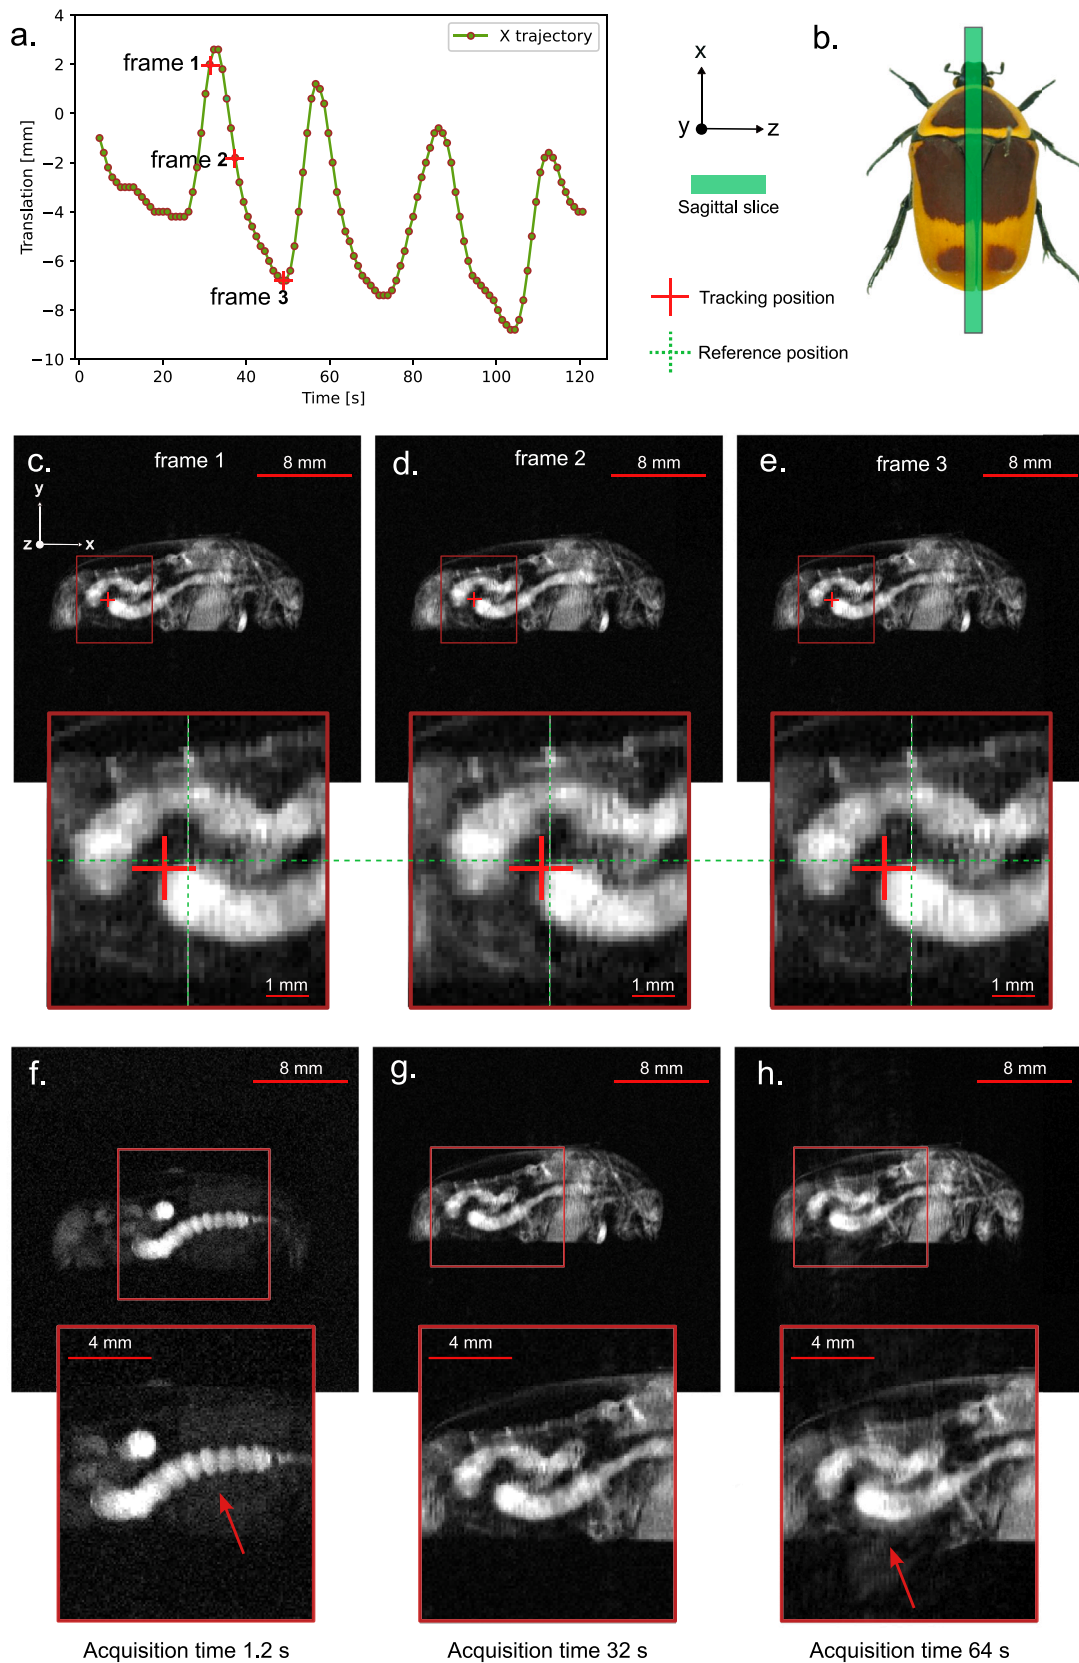 a.
4
2
0
−2
−4
−6
−8
−10
Translation [mm]
0
20
40
60
80
100
120
Time [s]
X trajectory
frame 1
frame 2
frame 3
x
y
z
Sagittal slice
Tracking position
Reference position
b.
c.
frame 1
8 mm
y
z
x
1 mm
d.
frame 2
8 mm
1 mm
e.
frame 3
8 mm
1 mm
f.
8 mm
4 mm
Acquisition time 1.2 s
g.
8 mm
4 mm
Acquisition time 32 s
h.
8 mm
4 mm
Acquisition time 64 s